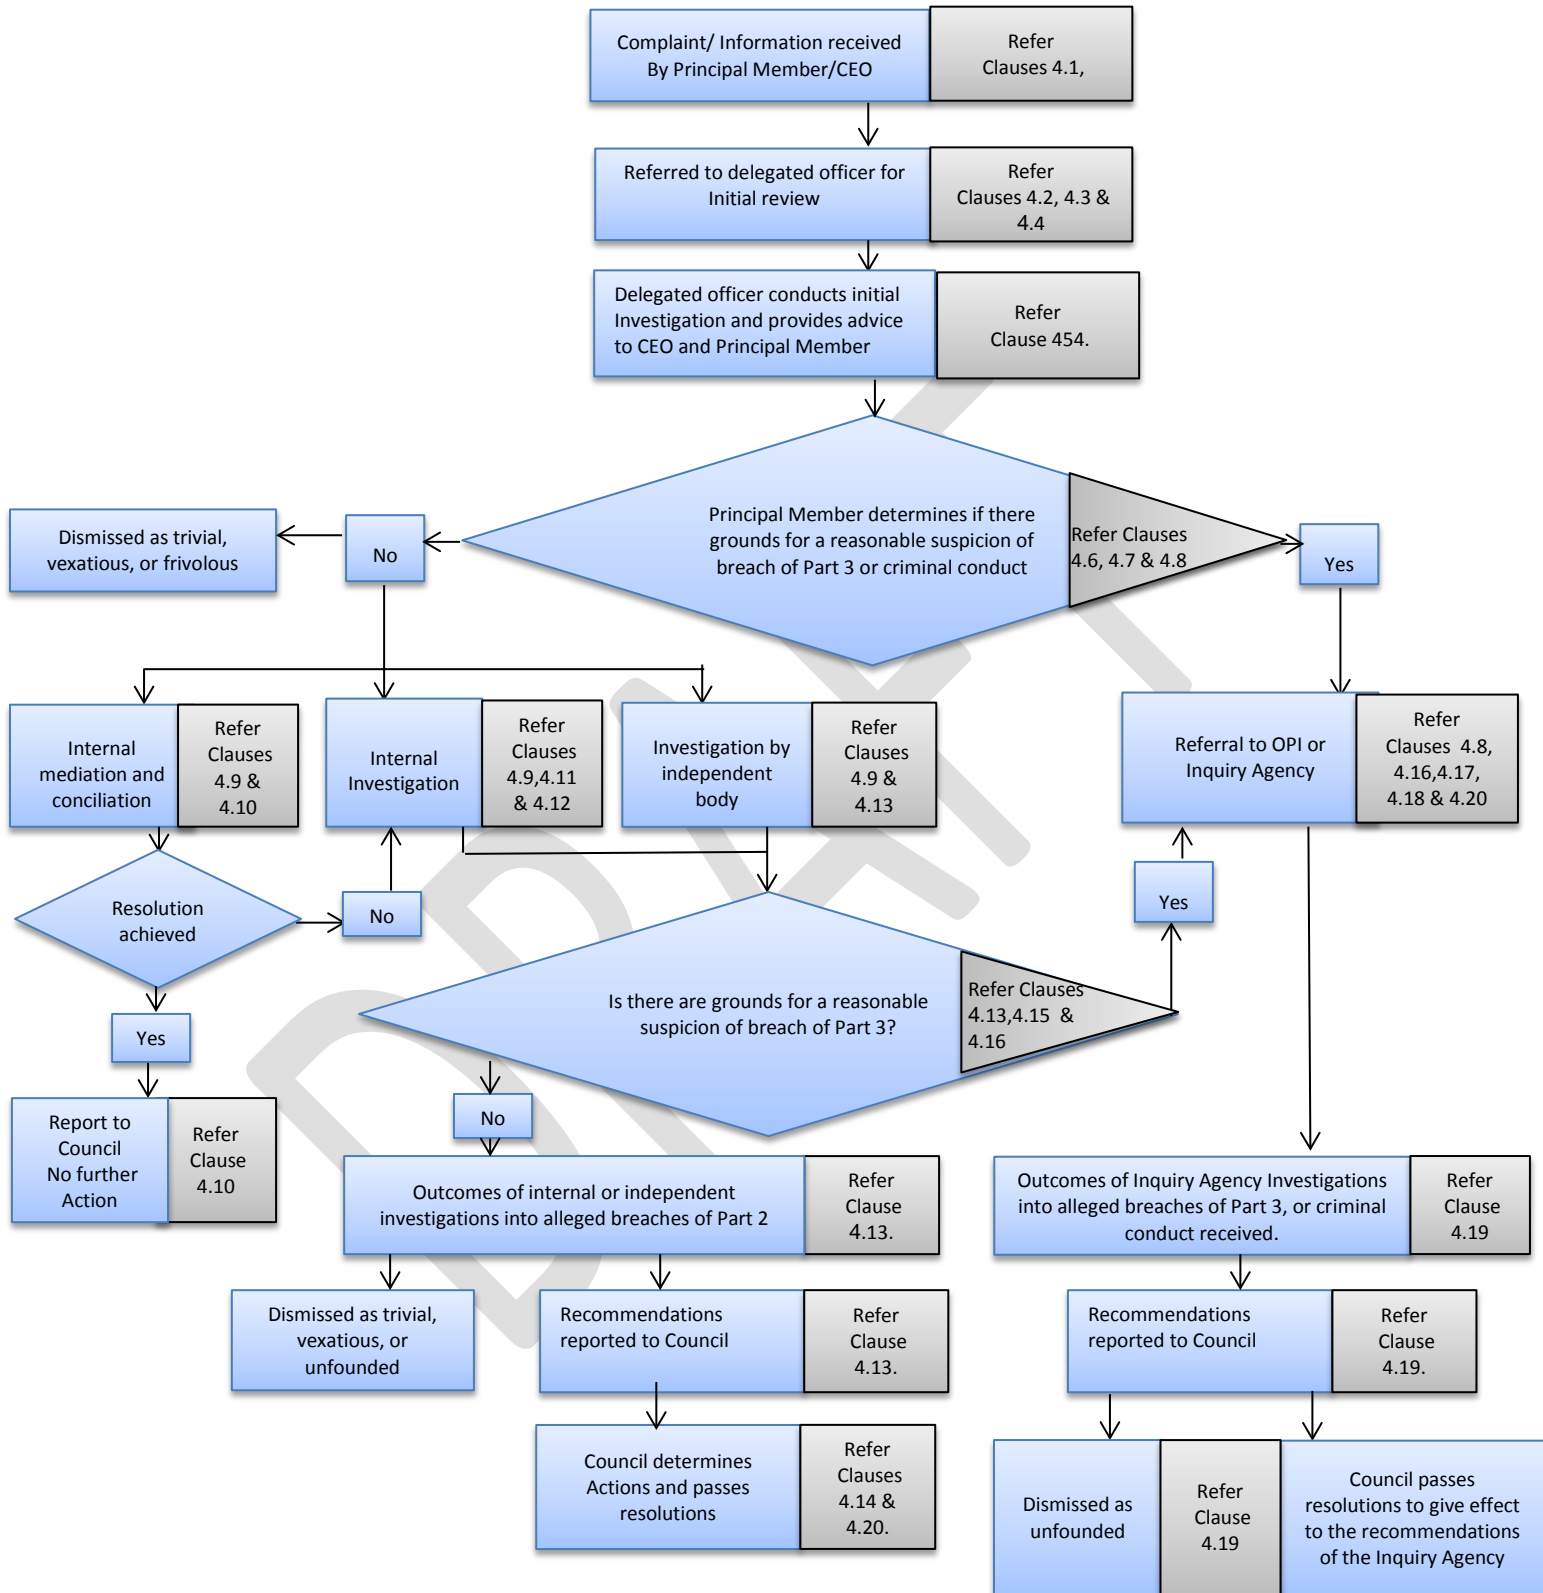 Complaint/ Information received
By Principal Member/CEO
Refer
Clauses 4.1,
Referred to delegated officer for
Initial review
Refer
Clauses 4.2, 4.3 &
4.4
Delegated officer conducts initial
Investigation and provides advice
to CEO and Principal Member
Refer
Clause 454.
Principal Member determines if there
grounds for a reasonable suspicion of
breach of Part 3 or criminal conduct
Refer Clauses
4.6, 4.7 & 4.8
Dismissed as trivial,
vexatious, or frivolous
No
Yes
Internal
mediation and
conciliation
Refer
Clauses
4.9 &
4.10
Internal
Investigation
Refer
Clauses
4.9,4.11
& 4.12
Investigation by
independent
body
Refer
Clauses
4.9 &
4.13
Referral to OPI or
Inquiry Agency
Refer
Clauses 4.8,
4.16,4.17,
4.18 & 4.20
Resolution
achieved
No
Yes
Is there are grounds for a reasonable
suspicion of breach of Part 3?
Refer Clauses
4.13,4.15 &
4.16
Yes
No
Report to
Council
No further
Action
Refer
Clause
4.10
Outcomes of internal or independent
investigations into alleged breaches of Part 2
Refer
Clause
4.13.
Outcomes of Inquiry Agency Investigations
into alleged breaches of Part 3, or criminal
conduct received.
Refer
Clause
4.19
Dismissed as trivial,
vexatious, or
unfounded
Recommendations
reported to Council
Refer
Clause
4.13.
Recommendations
reported to Council
Refer
Clause
4.19.
Council determines
Actions and passes
resolutions
Refer
Clauses
4.14 &
4.20.
Dismissed as
unfounded
Refer
Clause
4.19
Council passes
resolutions to give effect
to the recommendations
of the Inquiry Agency
DRAFT